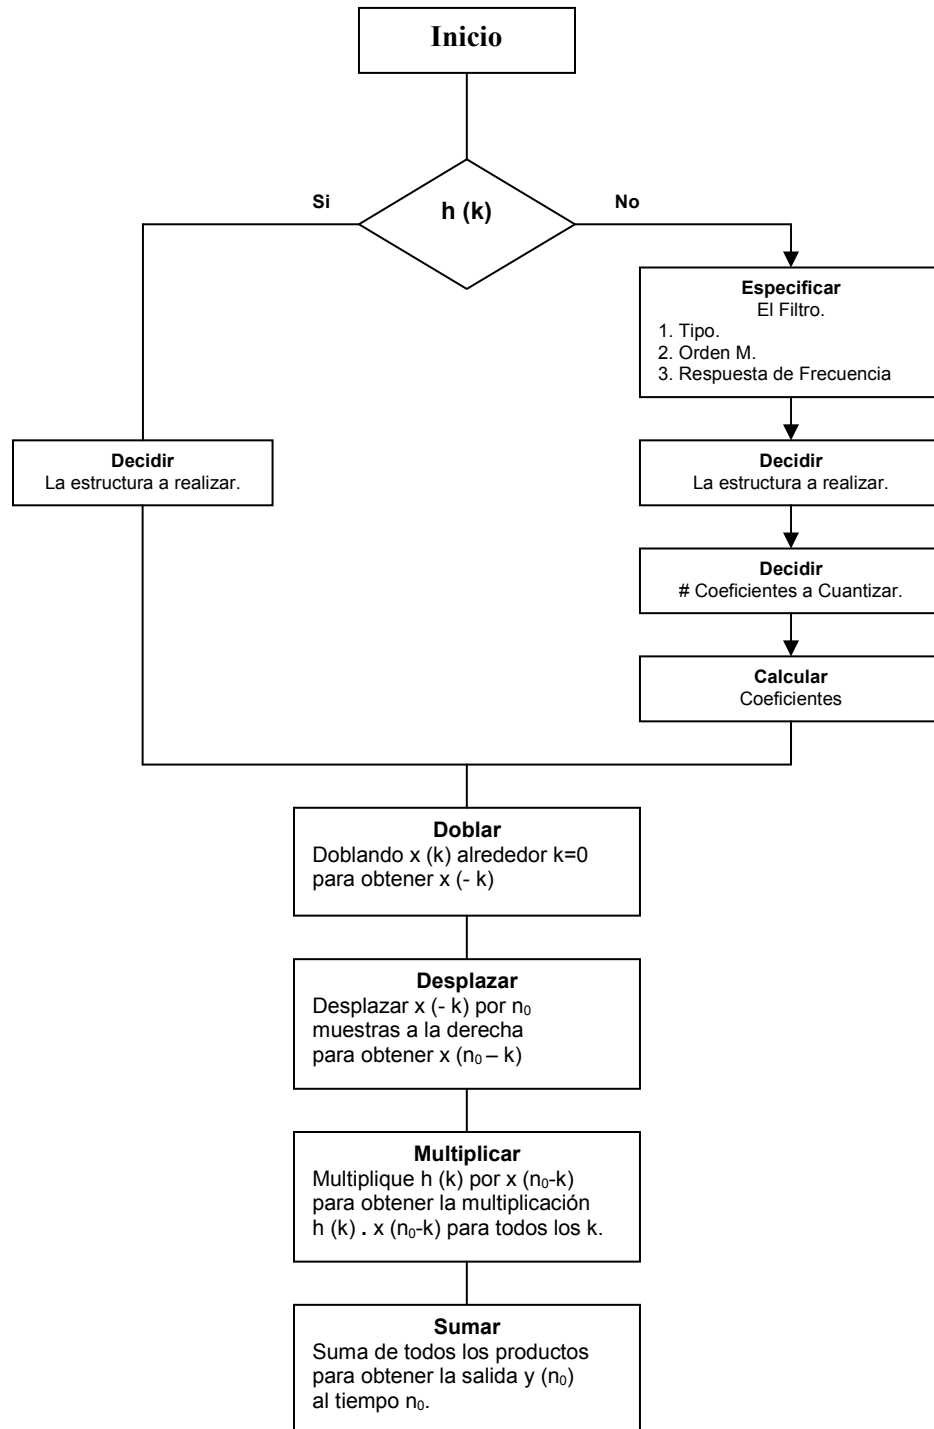 Inicio
h (k)
Si
No
Especificar
El Filtro.
1. Tipo.
2. Orden M.
3. Respuesta de Frecuencia
Decidir
La estructura a realizar.
Decidir
La estructura a realizar.
Decidir
# Coeficientes a Cuantizar.
Calcular
Coeficientes
Doblar
Doblando x (k) alrededor k=0
para obtener x (- k)
Desplazar
Desplazar x (- k) por n₀
muestras a la derecha
para obtener x (n₀ – k)
Multiplicar
Multiplique h (k) por x (n₀-k)
para obtener la multiplicación
h (k) . x (n₀-k) para todos los k.
Sumar
Suma de todos los productos
para obtener la salida y (n₀)
al tiempo n₀.